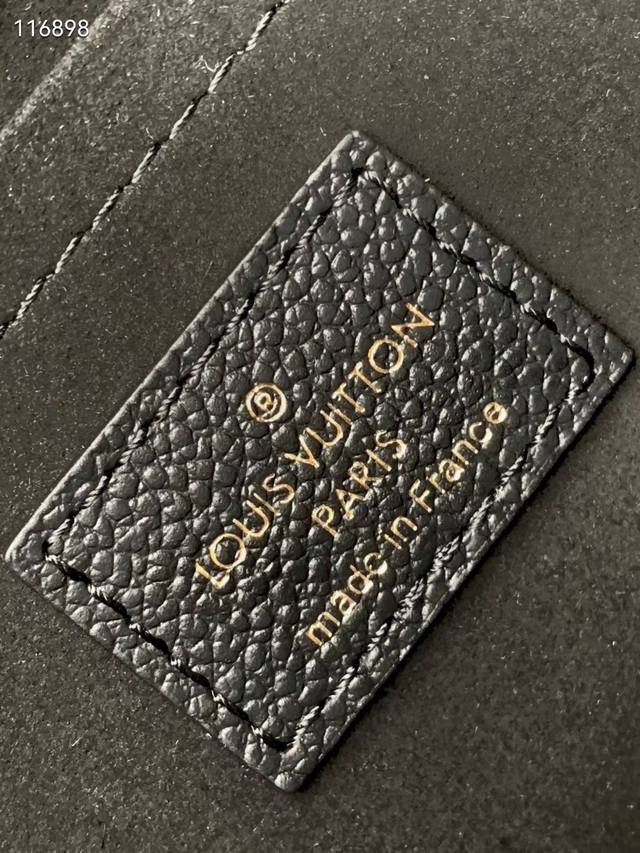 116898
®
LOUIS VUITTON
PARIS
made in France